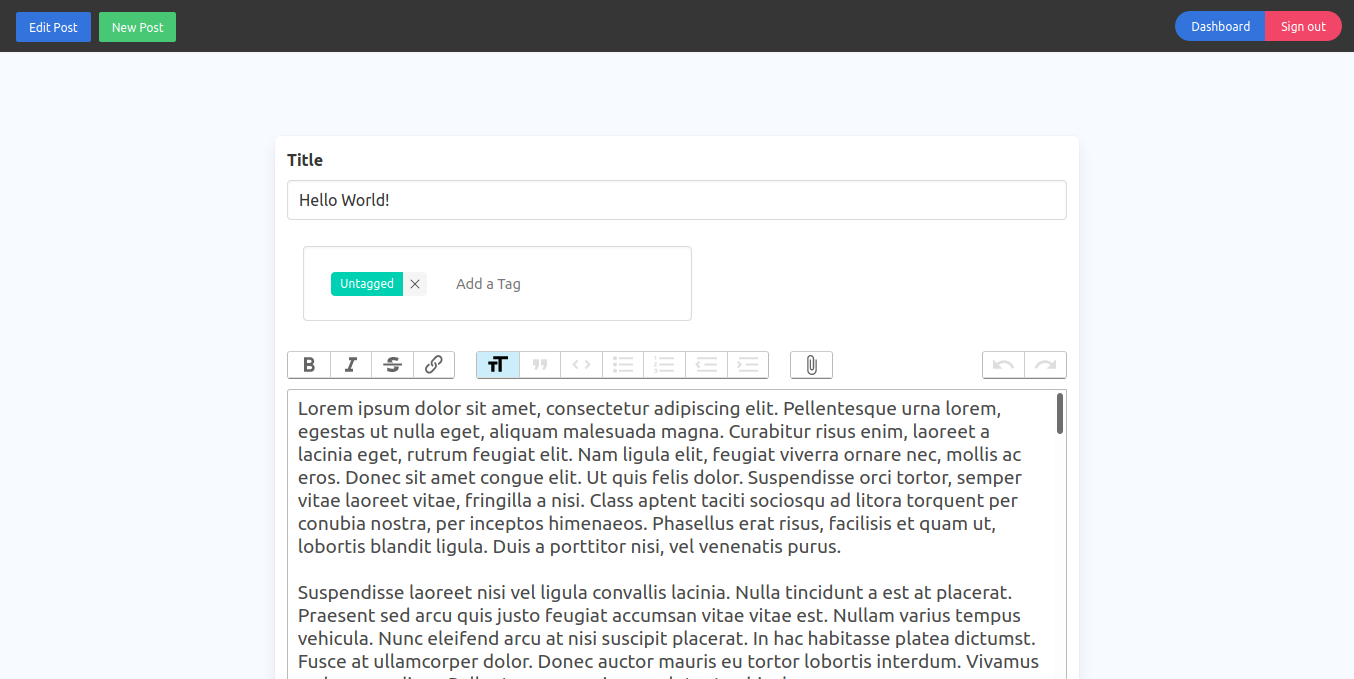 Edit Post New Post Dashboard Sign out
Title
Hello World!
Untagged Add a Tag
Lorem ipsum dolor sit amet, consectetur adipiscing elit. Pellentesque urna lorem,
egestas ut nulla eget, aliquam malesuada magna. Curabitur risus enim, laoreet a
lacinia eget, rutrum feugiat elit. Nam ligula elit, feugiat viverra ornare nec, mollis ac
eros. Donec sit amet congue elit. Ut quis felis dolor. Suspendisse orci tortor, semper
vitae laoreet vitae, fringilla a nisi. Class aptent taciti sociosqu ad litora torquent per
conubia nostra, per inceptos himenaeos. Phasellus erat risus, facilisis et quam ut,
lobortis blandit ligula. Duis a porttitor nisi, vel venenatis purus.
Suspendisse laoreet nisi vel ligula convallis lacinia. Nulla tincidunt a est at placerat.
Praesent sed arcu quis justo feugiat accumsan vitae vitae est. Nullam varius tempus
vehicula. Nunc eleifend arcu at nisi suscipit placerat. In hac habitasse platea dictumst.
Fusce at ullamcorper dolor. Donec auctor mauris eu tortor lobortis interdum. Vivamus